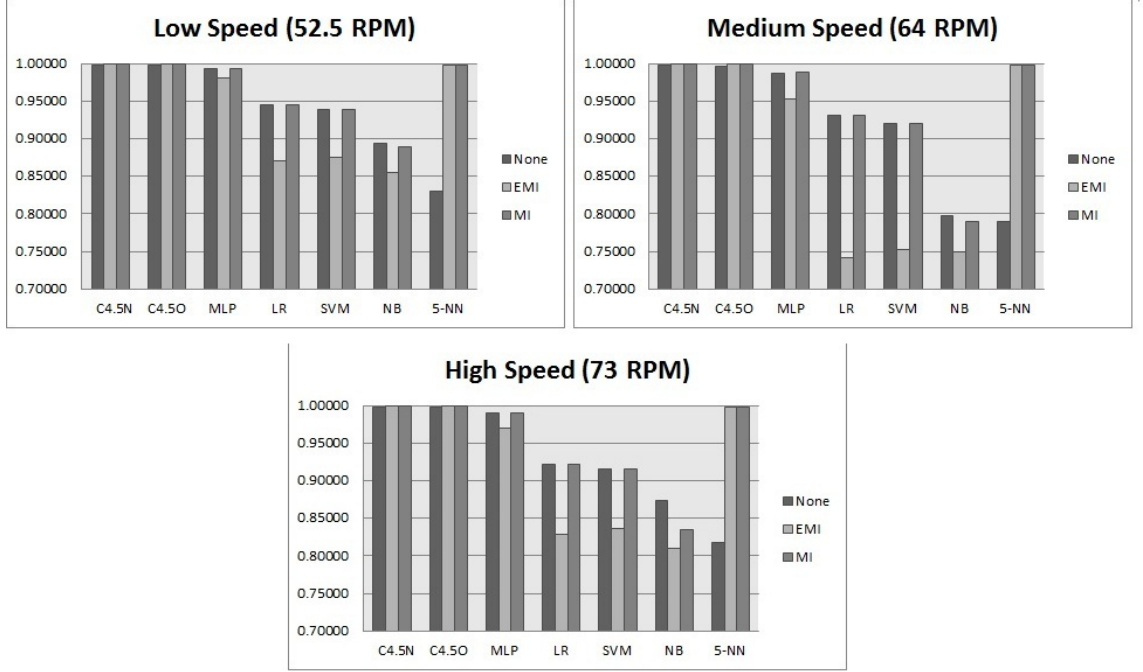 Low Speed (52.5 RPM)
1.00000
0.95000
0.90000
0.85000
0.80000
0.75000
0.70000
C4.5N C4.5O MLP LR SVM NB 5-NN
None
EMI
MI
Medium Speed (64 RPM)
1.00000
0.95000
0.90000
0.85000
0.80000
0.75000
0.70000
C4.5N C4.5O MLP LR SVM NB 5-NN
None
EMI
MI
High Speed (73 RPM)
1.00000
0.95000
0.90000
0.85000
0.80000
0.75000
0.70000
C4.5N C4.5O MLP LR SVM NB 5-NN
None
EMI
MI